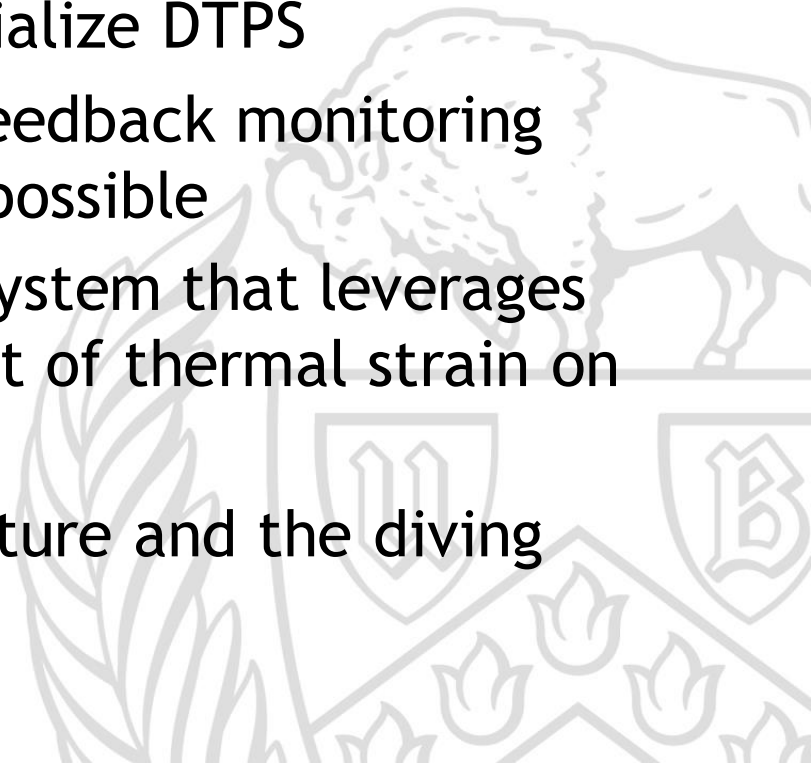 ialize DTPS
eedback monitoring
possible
ystem that leverages
t of thermal strain on
ture and the diving
U B